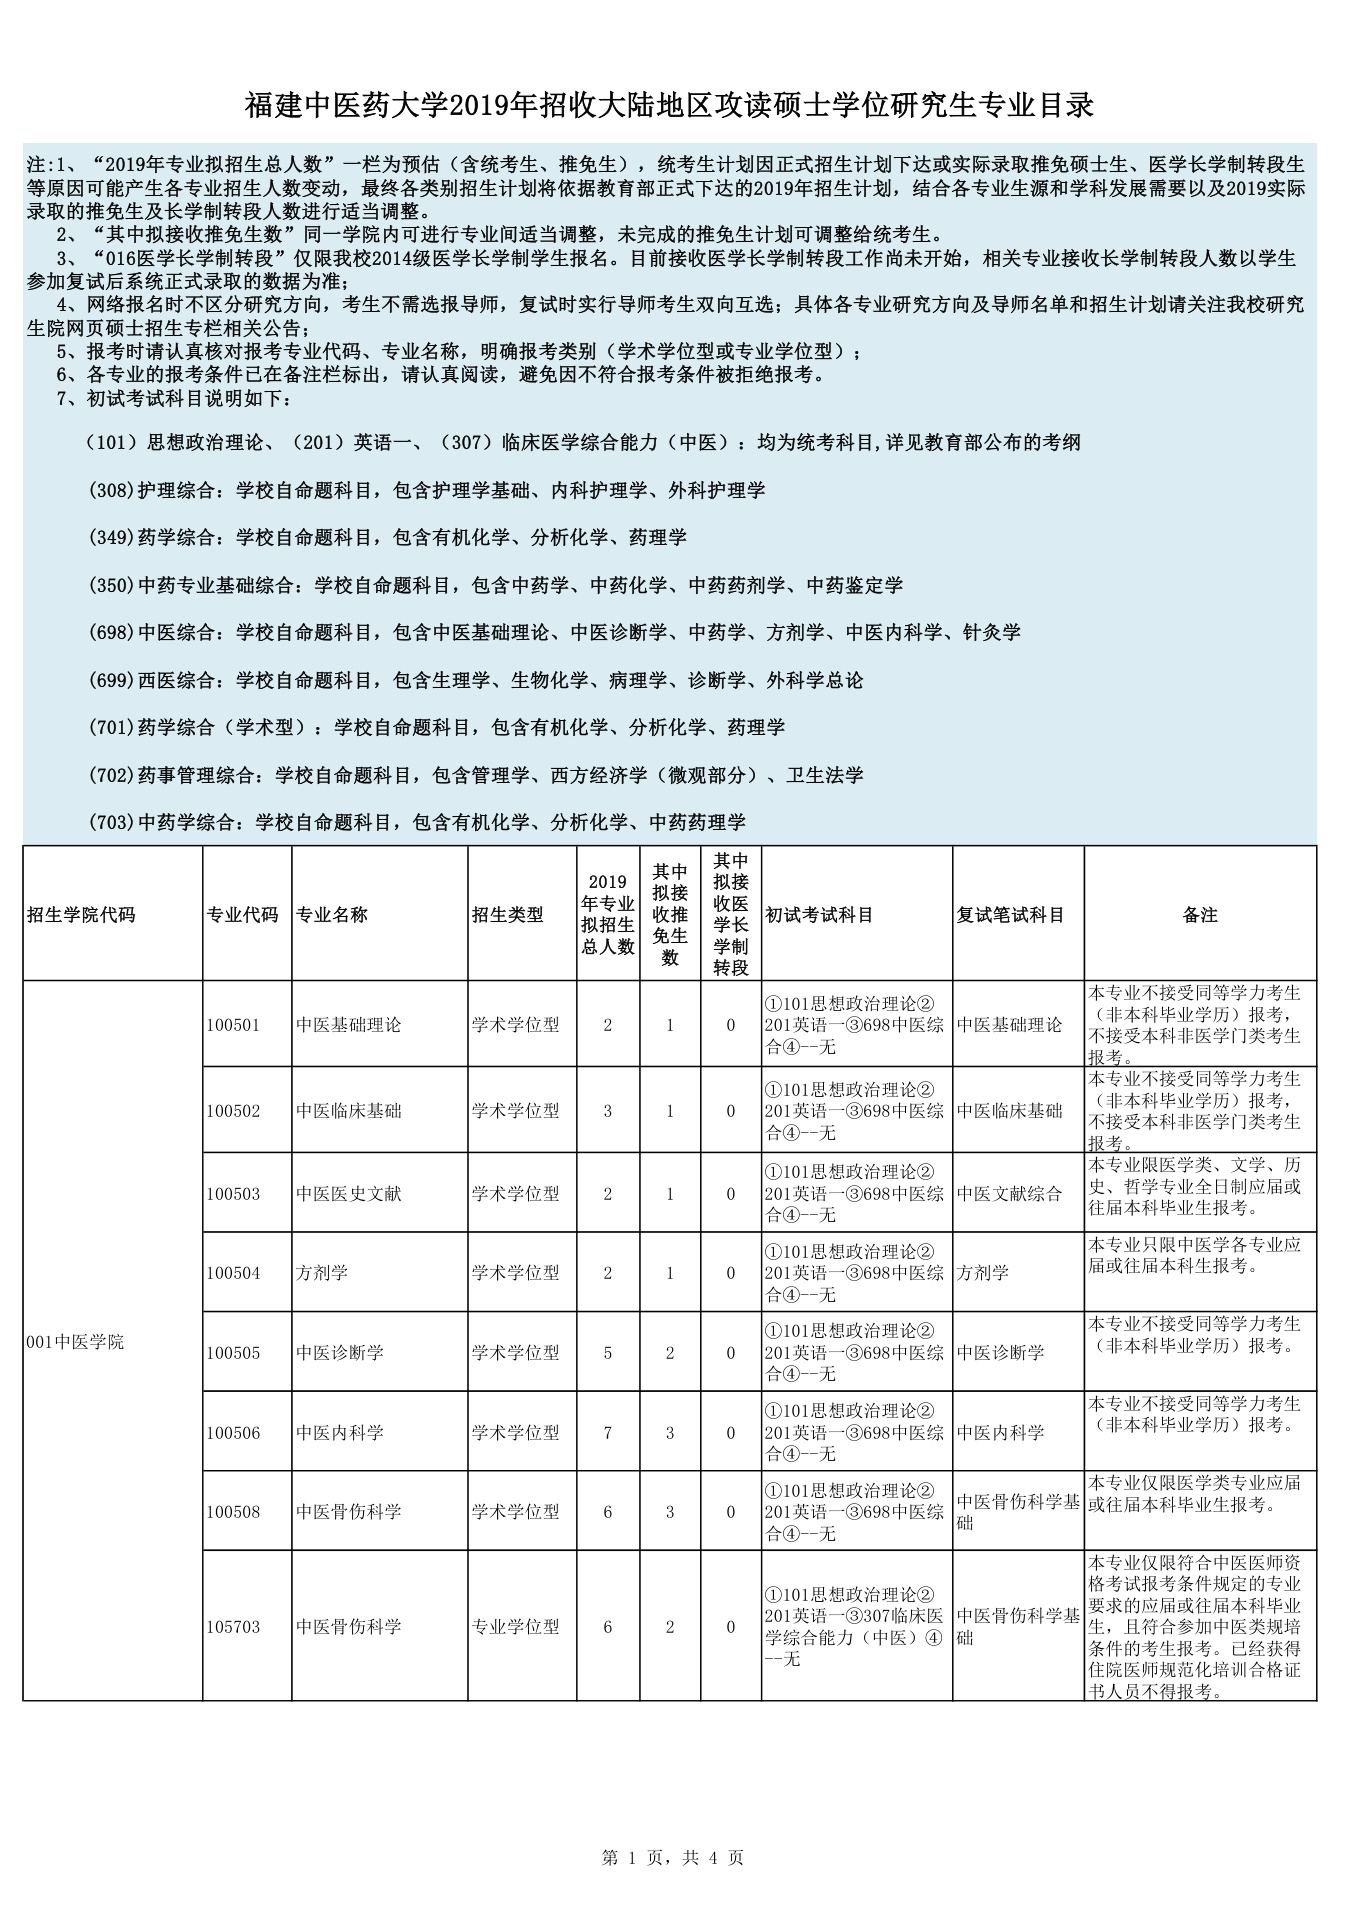 福建中医药大学2019年招收大陆地区攻读硕士学位研究生专业目录
注:1、“2019年专业拟招生总人数”一栏为预估（含统考生、推免生），统考生计划因正式招生计划下达或实际录取推免硕士生、医学长学制转段生
等原因可能产生各专业招生人数变动，最终各类别招生计划将依据教育部正式下达的2019年招生计划，结合各专业生源和学科发展需要以及2019实际
录取的推免生及长学制转段人数进行适当调整。
2、“其中拟接收推免生数”同一学院内可进行专业间适当调整，未完成的推免生计划可调整给统考生。
3、“016医学长学制转段”仅限我校2014级医学长学制学生报名。目前接收医学长学制转段工作尚未开始，相关专业接收长学制转段人数以学生
参加复试后系统正式录取的数据为准；
4、网络报名时不区分研究方向，考生不需选报导师，复试时实行导师考生双向互选；具体各专业研究方向及导师名单和招生计划请关注我校研究
生院网页硕士招生专栏相关公告；
5、报考时请认真核对报考专业代码、专业名称，明确报考类别（学术学位型或专业学位型）；
6、各专业的报考条件已在备注栏标出，请认真阅读，避免因不符合报考条件被拒绝报考。
7、初试考试科目说明如下：
（101）思想政治理论、（201）英语一、（307）临床医学综合能力（中医）：均为统考科目,详见教育部公布的考纲
(308)护理综合：学校自命题科目，包含护理学基础、内科护理学、外科护理学
(349)药学综合：学校自命题科目，包含有机化学、分析化学、药理学
(350)中药专业基础综合：学校自命题科目，包含中药学、中药化学、中药药剂学、中药鉴定学
(698)中医综合：学校自命题科目，包含中医基础理论、中医诊断学、中药学、方剂学、中医内科学、针灸学
(699)西医综合：学校自命题科目，包含生理学、生物化学、病理学、诊断学、外科学总论
(701)药学综合（学术型）：学校自命题科目，包含有机化学、分析化学、药理学
(702)药事管理综合：学校自命题科目，包含管理学、西方经济学（微观部分）、卫生法学
(703)中药学综合：学校自命题科目，包含有机化学、分析化学、中药药理学
招生学院代码
专业代码
专业名称
招生类型
2019
年专业
拟招生
总人数
其中
拟接
收推
免生
数
其中
拟接
收医
学长
学制
转段
初试考试科目
复试笔试科目
备注
001中医学院
100501
中医基础理论
学术学位型
2
1
0
①101思想政治理论②
201英语一③698中医综
合④--无
中医基础理论
本专业不接受同等学力考生
（非本科毕业学历）报考，
不接受本科非医学门类考生
报考。
100502
中医临床基础
学术学位型
3
1
0
①101思想政治理论②
201英语一③698中医综
合④--无
中医临床基础
本专业不接受同等学力考生
（非本科毕业学历）报考，
不接受本科非医学门类考生
报考。
100503
中医医史文献
学术学位型
2
1
0
①101思想政治理论②
201英语一③698中医综
合④--无
中医文献综合
本专业限医学类、文学、历
史、哲学专业全日制应届或
往届本科毕业生报考。
100504
方剂学
学术学位型
2
1
0
①101思想政治理论②
201英语一③698中医综
合④--无
方剂学
本专业只限中医学各专业应
届或往届本科生报考。
100505
中医诊断学
学术学位型
5
2
0
①101思想政治理论②
201英语一③698中医综
合④--无
中医诊断学
本专业不接受同等学力考生
（非本科毕业学历）报考。
100506
中医内科学
学术学位型
7
3
0
①101思想政治理论②
201英语一③698中医综
合④--无
中医内科学
本专业不接受同等学力考生
（非本科毕业学历）报考。
100508
中医骨伤科学
学术学位型
6
3
0
①101思想政治理论②
201英语一③698中医综
合④--无
中医骨伤科学基
础
本专业仅限医学类专业应届
或往届本科毕业生报考。
105703
中医骨伤科学
专业学位型
6
2
0
①101思想政治理论②
201英语一③307临床医
学综合能力（中医）④
--无
中医骨伤科学基
础
本专业仅限符合中医医师资
格考试报考条件规定的专业
要求的应届或往届本科毕业
生，且符合参加中医类规培
条件的考生报考。已经获得
住院医师规范化培训合格证
书人员不得报考。
第 1 页，共 4 页